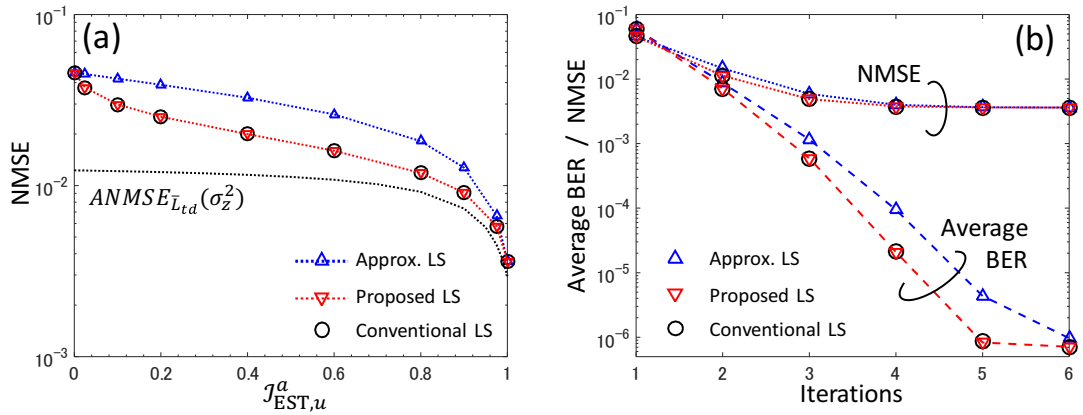 (a)
NMSE
10⁻¹
10⁻²
10⁻³
ANMSE_{L̄_{td}}(σ_z²)
Approx. LS
Proposed LS
Conventional LS
0 0.2 0.4 0.6 0.8 1
𝒥^a_{EST,u}
(b)
Average BER / NMSE
10⁻¹
10⁻²
10⁻³
10⁻⁴
10⁻⁵
10⁻⁶
NMSE
Average
BER
Approx. LS
Proposed LS
Conventional LS
1 2 3 4 5 6
Iterations